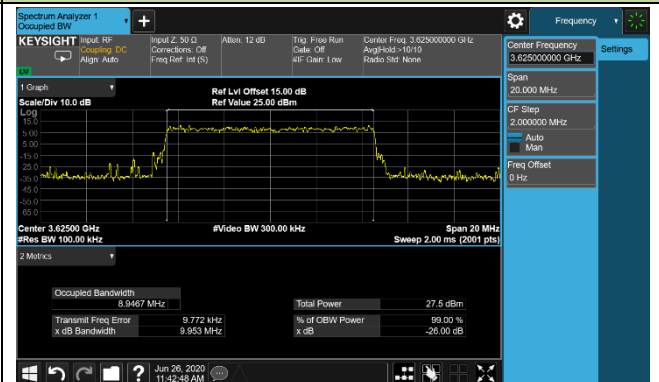 Spectrum Analyzer 1
Occupied BW
Frequency
KEYSIGHT
Input: RF
Coupling: DC
Align: Auto
Input Z: 50 Ω
Corrections: Off
Freq Ref: Int (S)
Atten: 12 dB
Trig: Free Run
Gate: Off
#IF Gain: Low
Center Freq: 3.625000000 GHz
Avg|Hold:>10/10
Radio Std: None
Center Frequency
3.625000000 GHz
Settings
Span
20.000 MHz
CF Step
2.000000 MHz
Auto
Man
Freq Offset
0 Hz
1 Graph
Scale/Div 10.0 dB
Ref Lvl Offset 15.00 dB
Ref Value 25.00 dBm
Log
15.0
5.00
-5.00
-15.0
-25.0
-35.0
-45.0
-55.0
-65.0
Center 3.62500 GHz
#Video BW 300.00 kHz
Span 20 MHz
#Res BW 100.00 kHz
Sweep 2.00 ms (2001 pts)
2 Metrics
Occupied Bandwidth
8.9467 MHz
Total Power 27.5 dBm
Transmit Freq Error 9.772 kHz
% of OBW Power 99.00 %
x dB Bandwidth 9.953 MHz
x dB -26.00 dB
Jun 26, 2020
11:42:48 AM